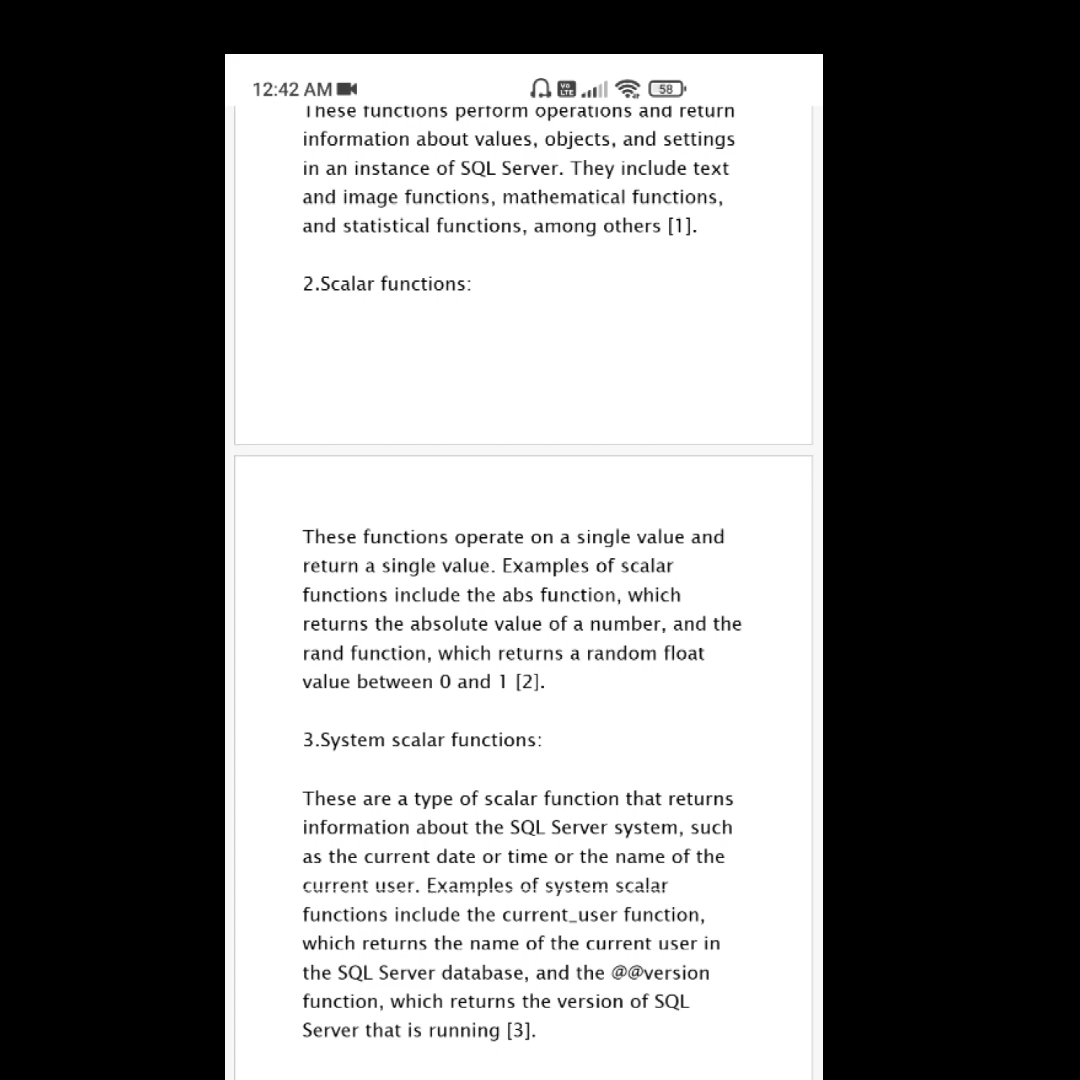 12:42 AM
VO LTE
58
These functions perform operations and return
information about values, objects, and settings
in an instance of SQL Server. They include text
and image functions, mathematical functions,
and statistical functions, among others [1].
2.Scalar functions:
These functions operate on a single value and
return a single value. Examples of scalar
functions include the abs function, which
returns the absolute value of a number, and the
rand function, which returns a random float
value between 0 and 1 [2].
3.System scalar functions:
These are a type of scalar function that returns
information about the SQL Server system, such
as the current date or time or the name of the
current user. Examples of system scalar
functions include the current_user function,
which returns the name of the current user in
the SQL Server database, and the @@version
function, which returns the version of SQL
Server that is running [3].